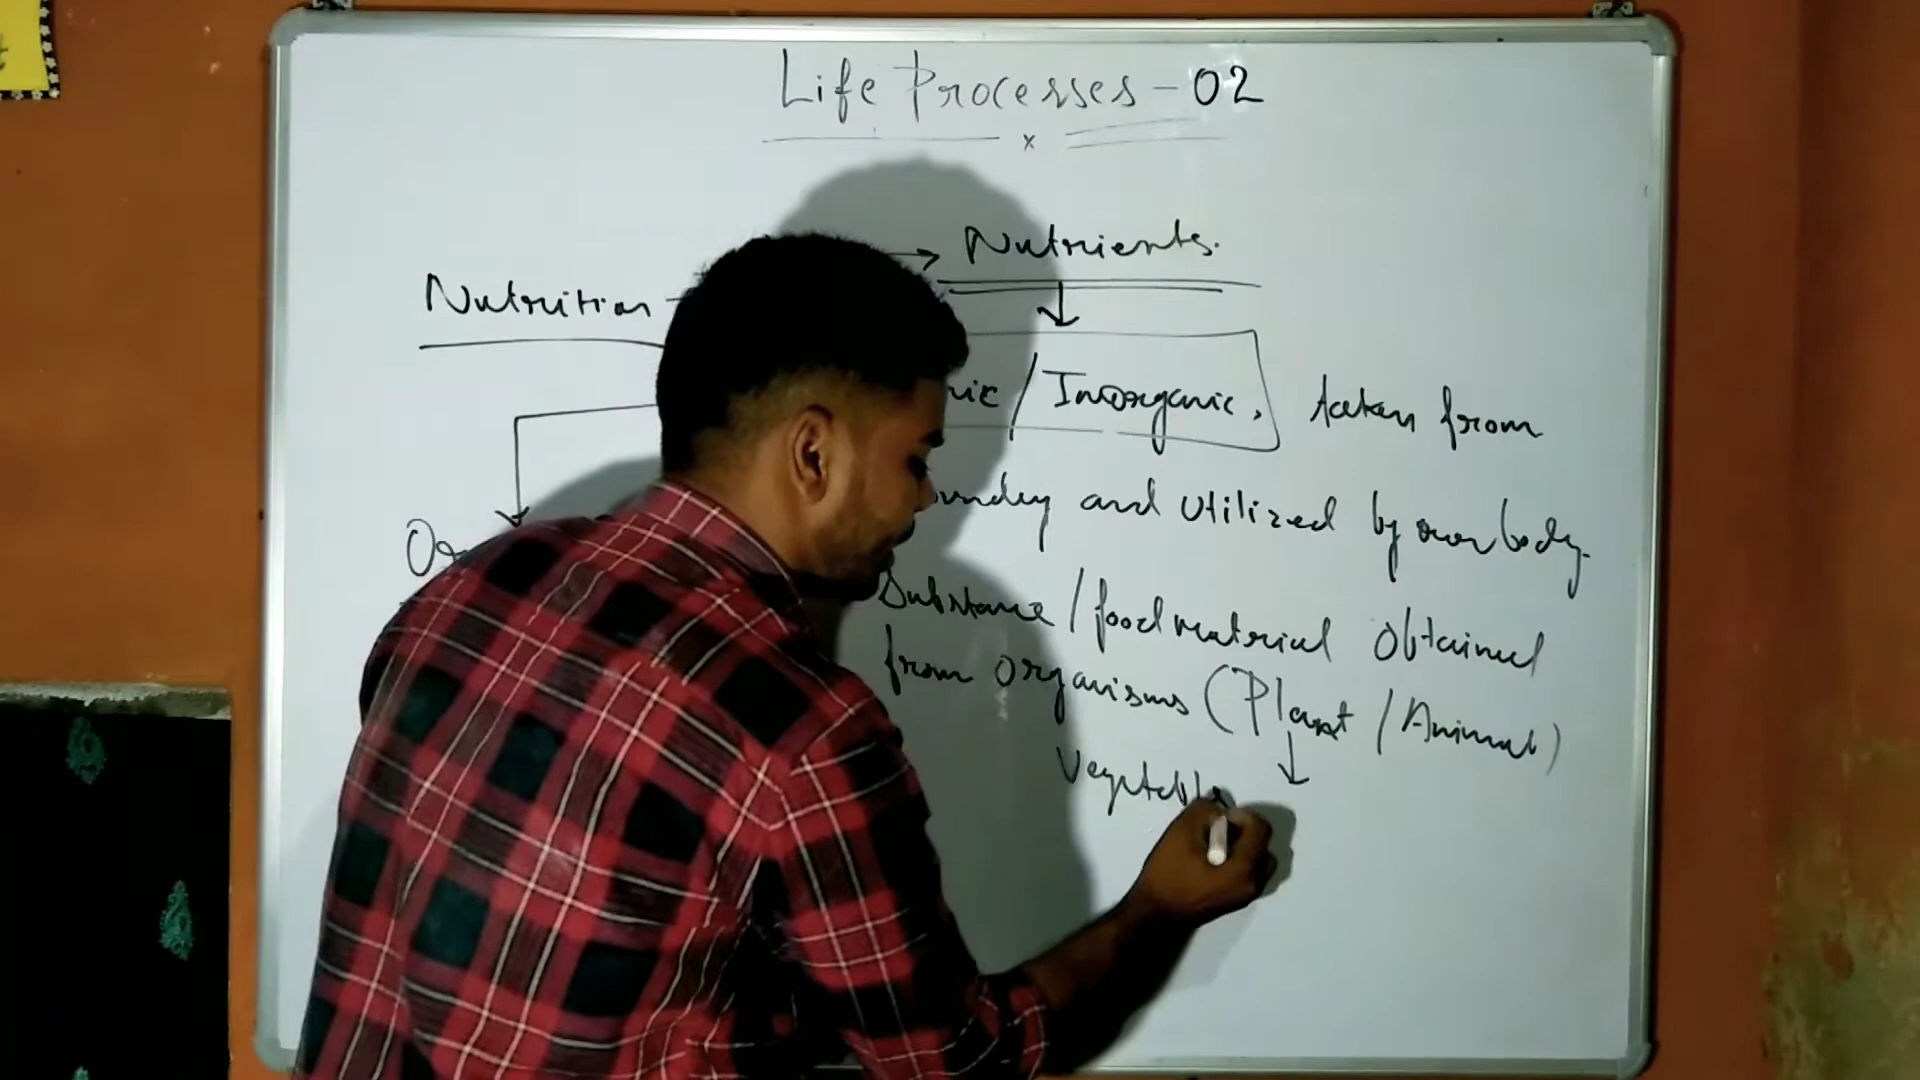 Life Processes - 02
x
Nutrients.
Nutrition
nic / Inorganic, taken from
and utilized by our body.
Substance / food material obtained
from organisms (Plant / Animal)
Vegetable